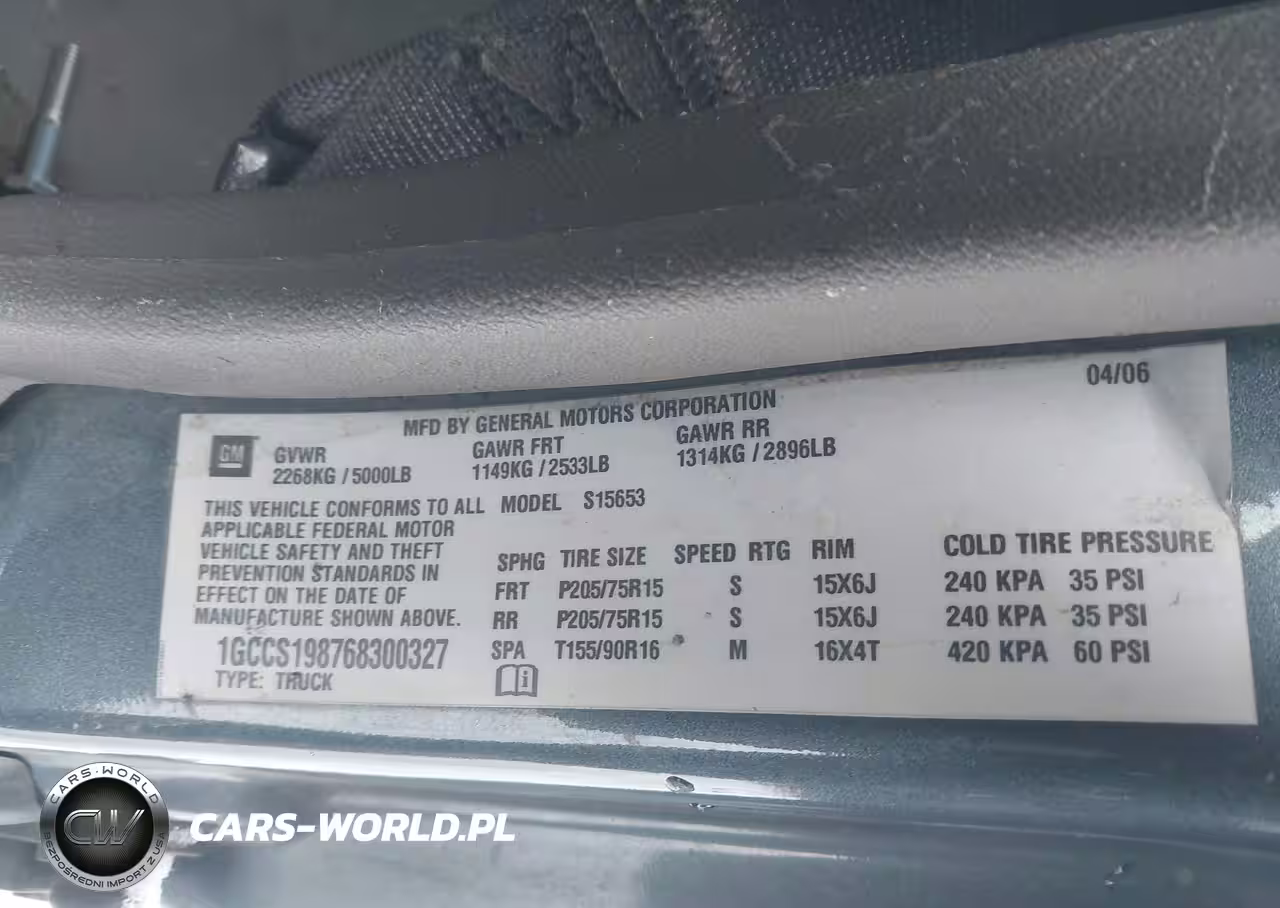 04/06
MFD BY GENERAL MOTORS CORPORATION
GM
GVWR GAWR FRT GAWR RR
2268KG / 5000LB 1149KG / 2533LB 1314KG / 2896LB
THIS VEHICLE CONFORMS TO ALL
APPLICABLE FEDERAL MOTOR
VEHICLE SAFETY AND THEFT
PREVENTION STANDARDS IN
EFFECT ON THE DATE OF
MANUFACTURE SHOWN ABOVE.
1GCCS198768300327
TYPE: TRUCK
MODEL S15653
SPHG TIRE SIZE SPEED RTG RIM COLD TIRE PRESSURE
FRT P205/75R15 S 15X6J 240 KPA 35 PSI
RR P205/75R15 S 15X6J 240 KPA 35 PSI
SPA T155/90R16 M 16X4T 420 KPA 60 PSI
CARS-WORLD
CW
BEZPOŚREDNI IMPORT Z USA
CARS-WORLD.PL